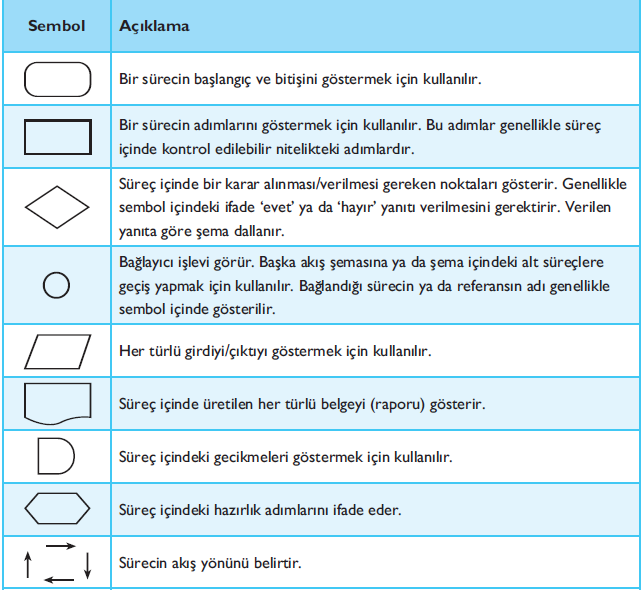 Sembol
Açıklama
Bir sürecin başlangıç ve bitişini göstermek için kullanılır.
Bir sürecin adımlarını göstermek için kullanılır. Bu adımlar genellikle süreç
içinde kontrol edilebilir nitelikteki adımlardır.
Süreç içinde bir karar alınması/verilmesi gereken noktaları gösterir. Genellikle
sembol içindeki ifade ‘evet’ ya da ‘hayır’ yanıtı verilmesini gerektirir. Verilen
yanıta göre şema dallanır.
Bağlayıcı işlevi görür. Başka akış şemasına ya da şema içindeki alt süreçlere
geçiş yapmak için kullanılır. Bağlandığı sürecin ya da referansın adı genellikle
sembol içinde gösterilir.
Her türlü girdiyi/çıktıyı göstermek için kullanılır.
Süreç içinde üretilen her türlü belgeyi (raporu) gösterir.
Süreç içindeki gecikmeleri göstermek için kullanılır.
Süreç içindeki hazırlık adımlarını ifade eder.
Sürecin akış yönünü belirtir.